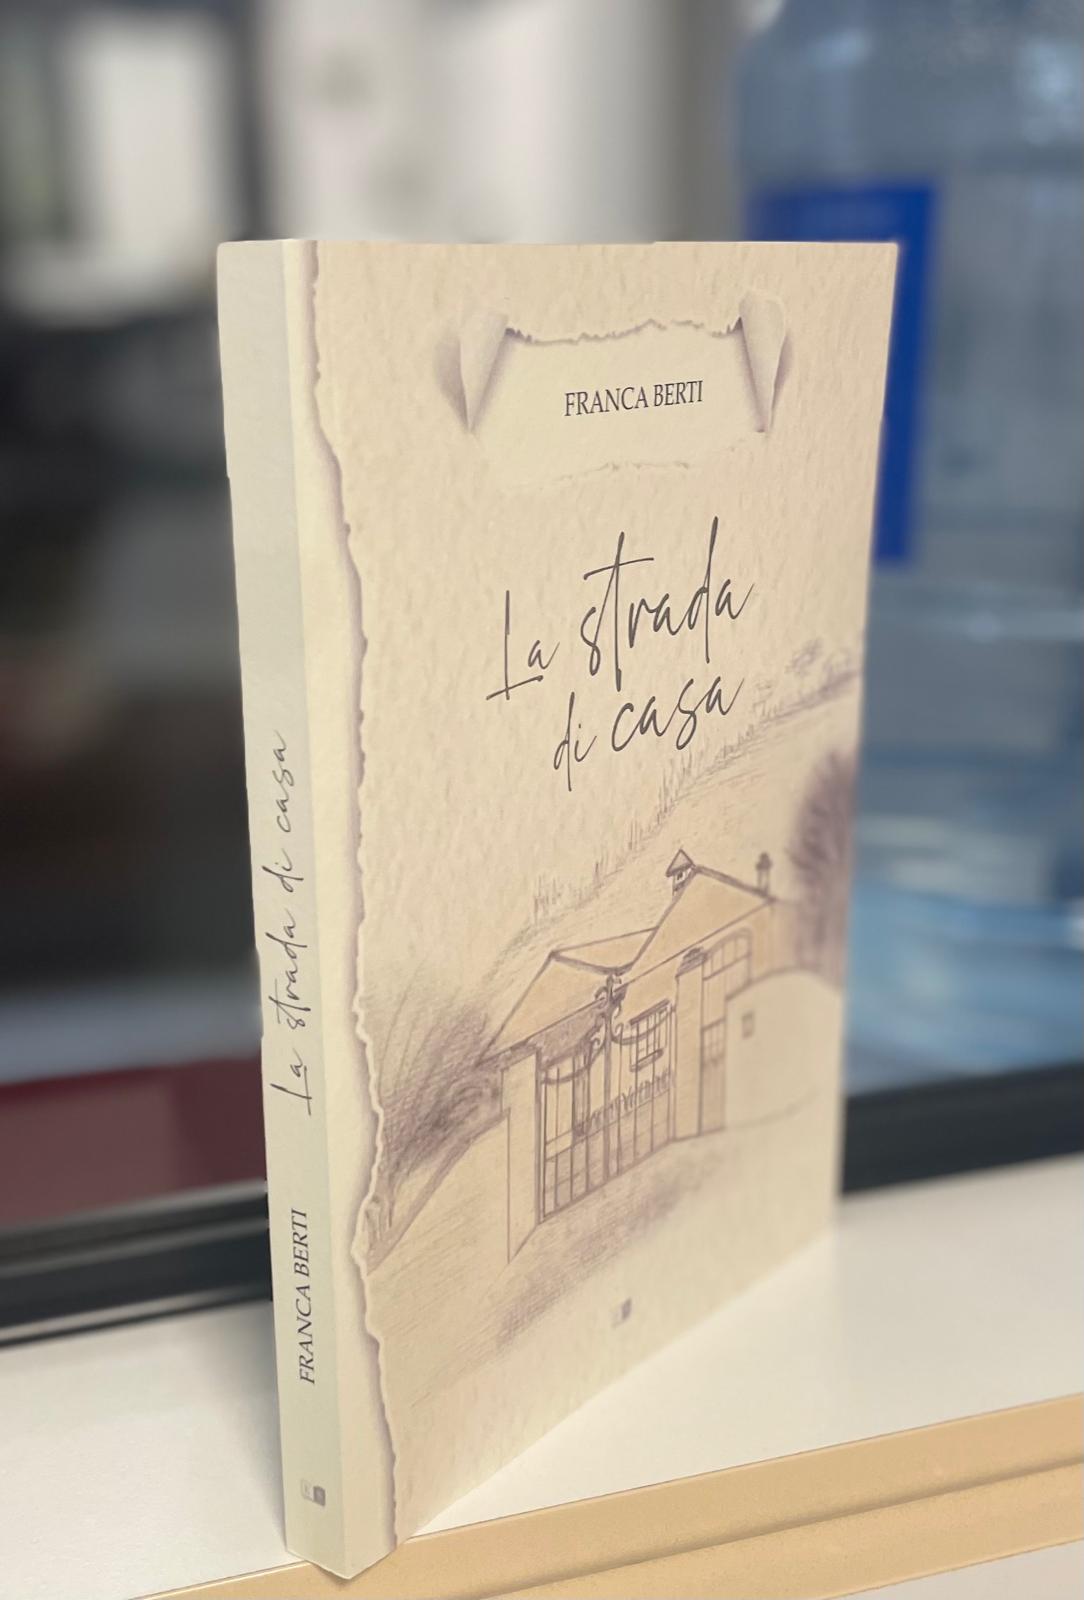 FRANCA BERTI
La strada
di casa
La strada di casa
FRANCA BERTI